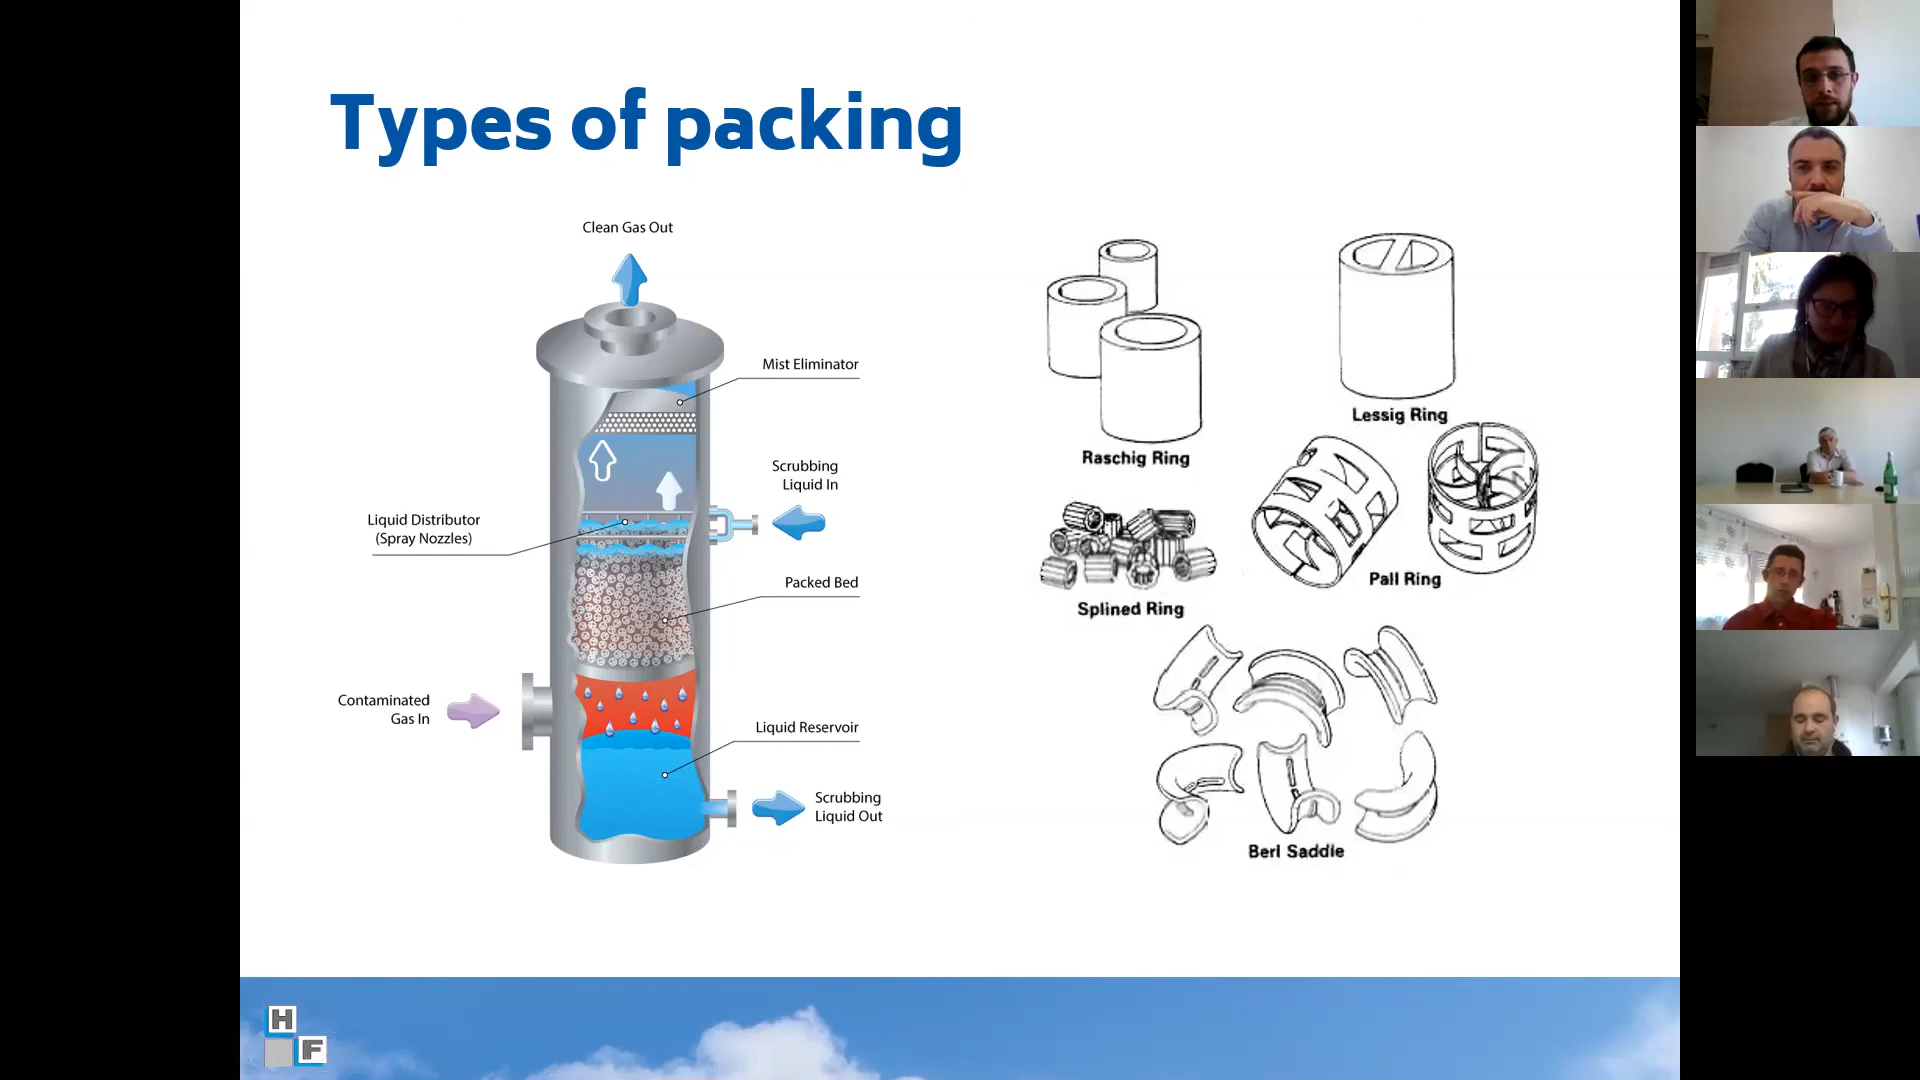 Types of packing
Clean Gas Out
Mist Eliminator
Scrubbing
Liquid In
Liquid Distributor
(Spray Nozzles)
Packed Bed
Contaminated
Gas In
Liquid Reservoir
Scrubbing
Liquid Out
Raschig Ring
Lessig Ring
Splined Ring
Pall Ring
Berl Saddle
H
F